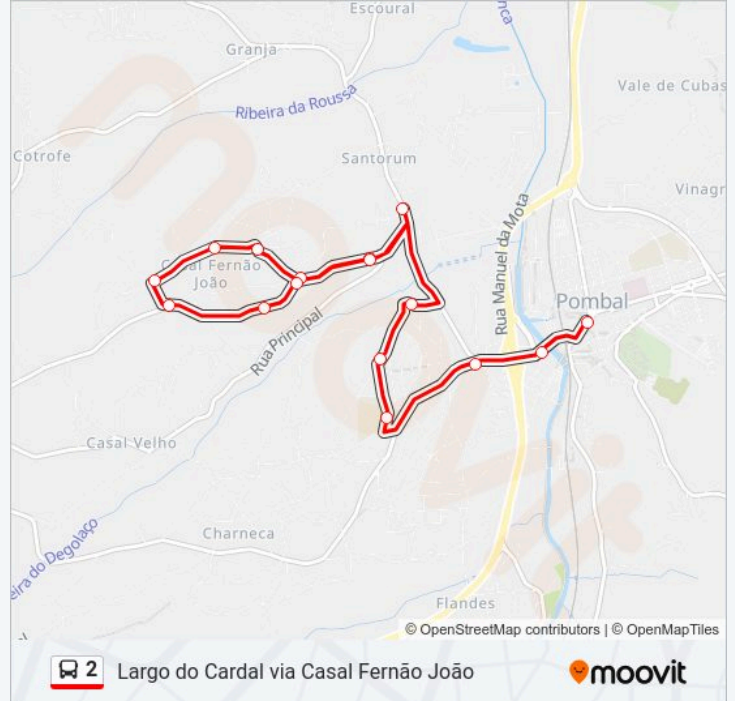 Escoural
nca
Granja
Vale de Cubas
Ribeira da Roussa
Cotrofe
Santorum
Vinagr
Rua Manuel da Mota
Casal Fernão
João
Pombal
Rua Principal
Casal Velho
Charneca
eira do Degolaço
Flandes
© OpenStreetMap contributors | © OpenMapTiles
2 Largo do Cardal via Casal Fernão João
moovit